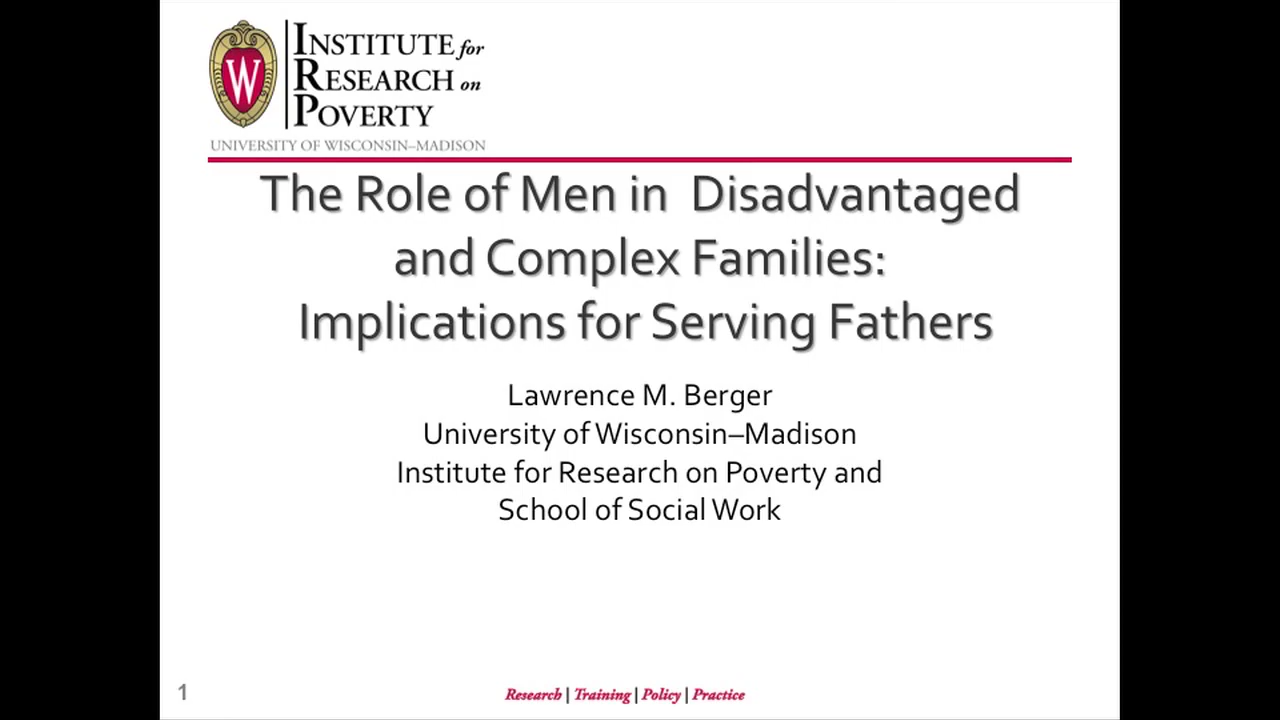 W
INSTITUTE for
RESEARCH on
POVERTY
UNIVERSITY OF WISCONSIN–MADISON
The Role of Men in Disadvantaged
and Complex Families:
Implications for Serving Fathers
Lawrence M. Berger
University of Wisconsin–Madison
Institute for Research on Poverty and
School of Social Work
1
Research | Training | Policy | Practice